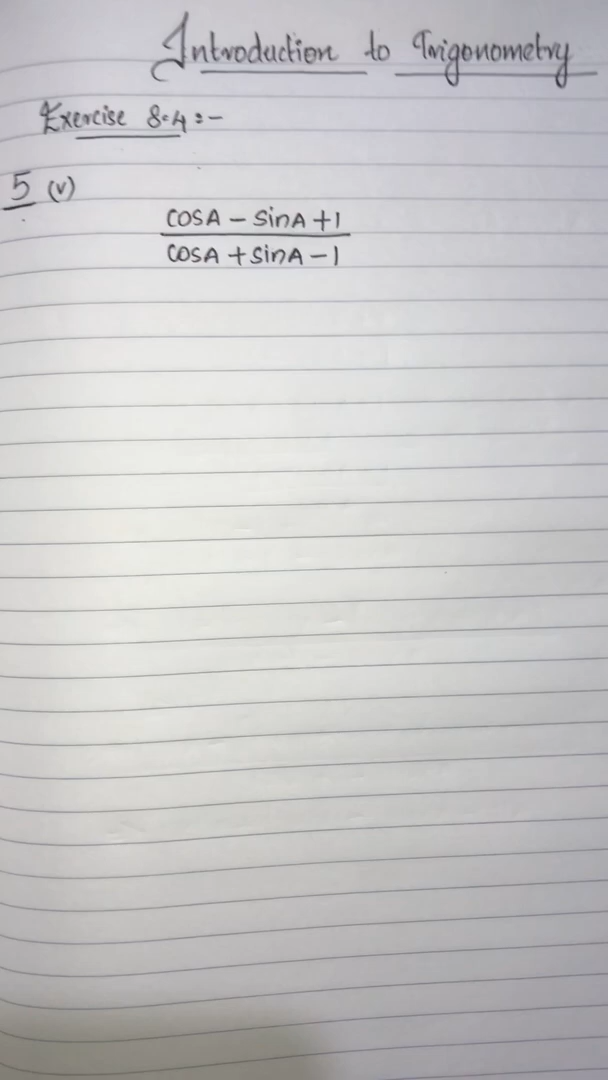 Introduction to Trigonometry
Exercise 8.4 :-
5 (v)
cosA - sinA + 1
cosA + sinA - 1